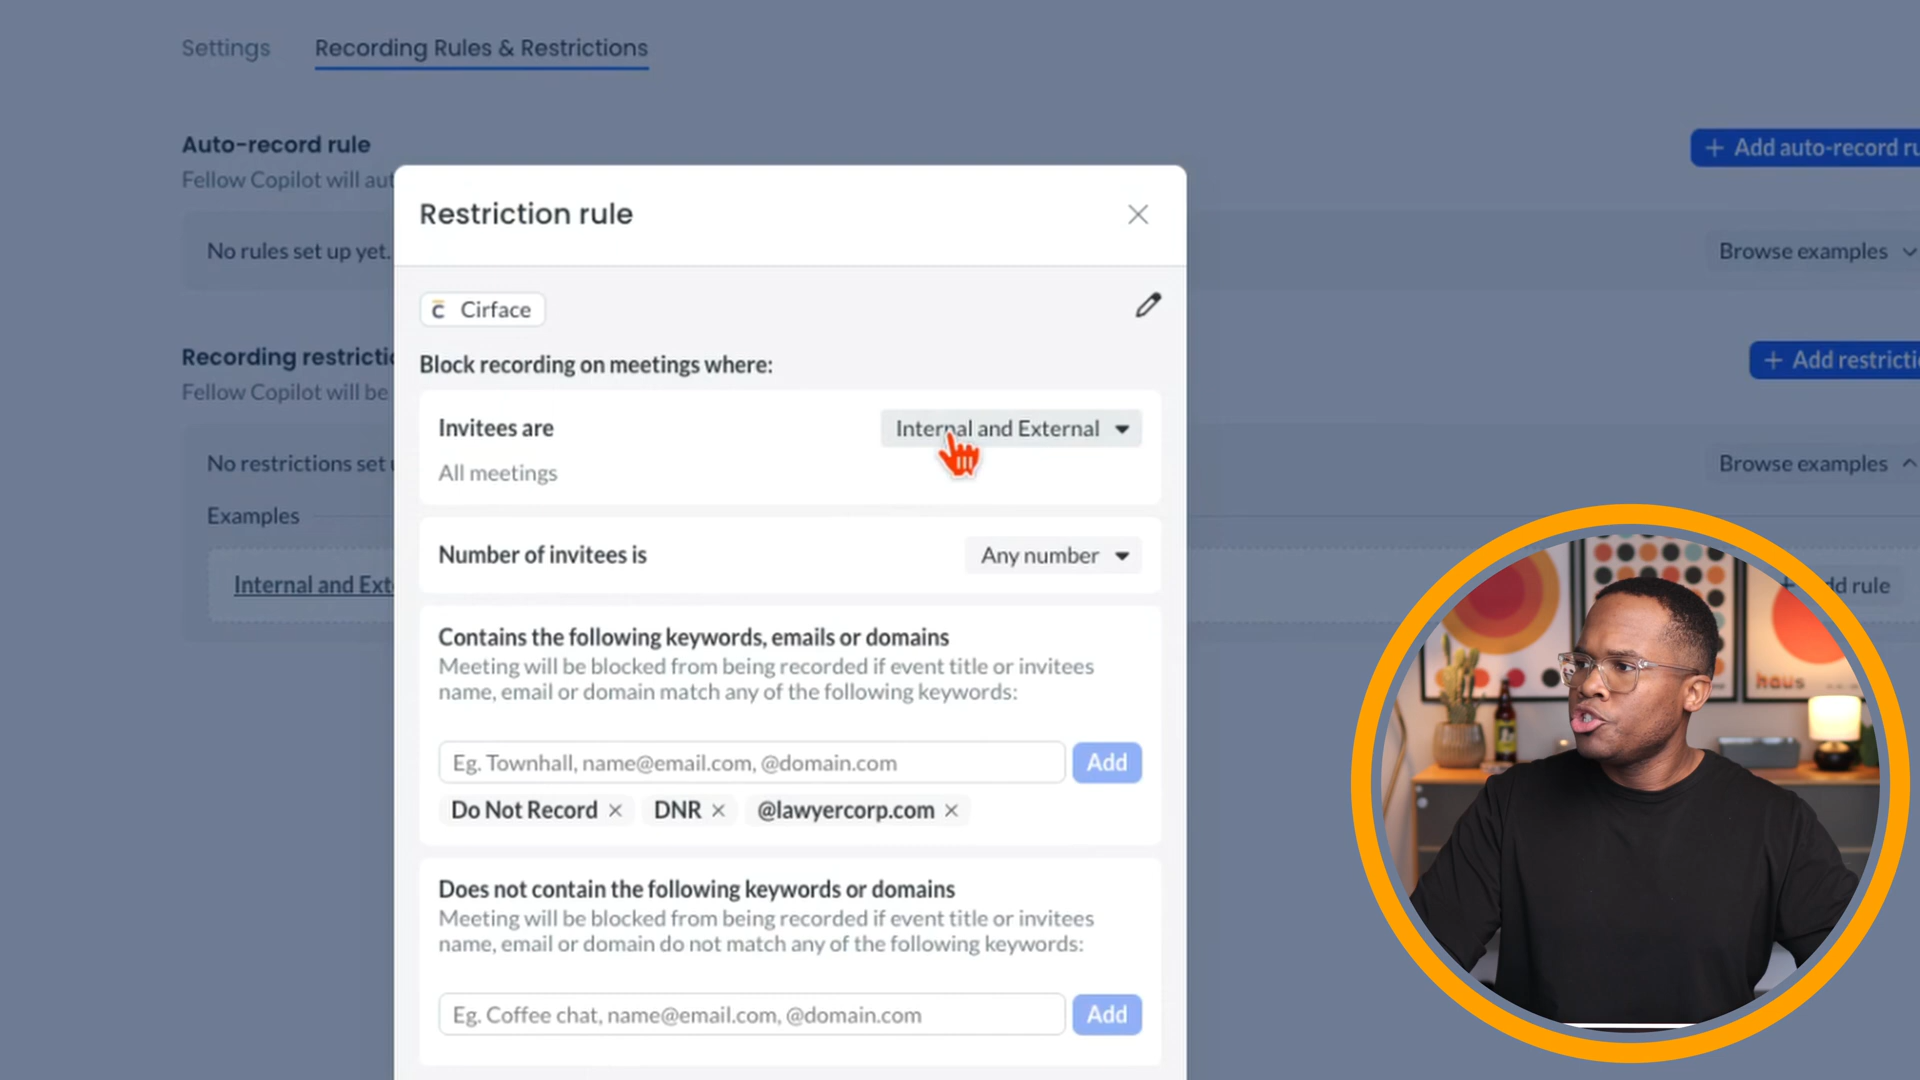 Settings
Recording Rules & Restrictions
Auto-record rule
+ Add auto-record ru
Fellow Copilot will aut
No rules set up yet.
Browse examples
Recording restricti
+ Add restricti
Fellow Copilot will be
No restrictions set u
Browse examples
Examples
Internal and Exte
dd rule
Restriction rule
Cirface
Block recording on meetings where:
Invitees are
Internal and External
All meetings
Number of invitees is
Any number
Contains the following keywords, emails or domains
Meeting will be blocked from being recorded if event title or invitees
name, email or domain match any of the following keywords:
Eg. Townhall, name@email.com, @domain.com
Add
Do Not Record × DNR × @lawyercorp.com ×
Does not contain the following keywords or domains
Meeting will be blocked from being recorded if event title or invitees
name, email or domain do not match any of the following keywords:
Eg. Coffee chat, name@email.com, @domain.com
Add
haus